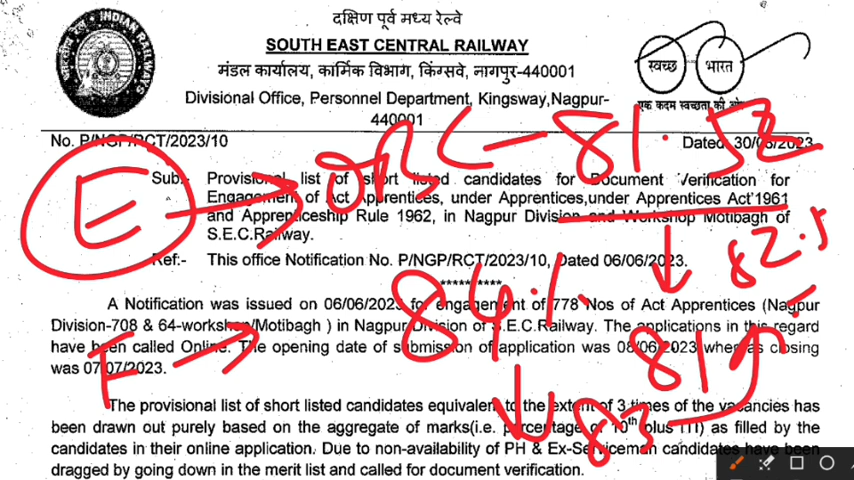 दक्षिण पूर्व मध्य रेल्वे
INDIAN RAILWAYS
SOUTH EAST CENTRAL RAILWAY
मंडल कार्यालय, कार्मिक विभाग, किंग्सवे, नागपुर-440001
स्वच्छ भारत
Divisional Office, Personnel Department, Kingsway,Nagpur-
440001
एक कदम स्वच्छता की
No. P/NGP/RCT/2023/10 Dated 30/06/2023
OBC - 81.52
E
Sub:- Provisional list of short listed candidates for Document Verification for
Engagement of Act Apprentices, under Apprentices,under Apprentices Act'1961
and Apprepticeship Rule 1962, in Nagpur Division and Workshop Motibagh of
S.E.C.Railway.
82.5
Ref:- This office Notification No. P/NGP/RCT/2023/10, Dated 06/06/2023.
**********
84.%
A Notification was issued on 06/06/2023 for engagement of 778 Nos of Act Apprentices (Nagpur
Division-708 & 64-workshop/Motibagh ) in Nagpur Division of S.E.C.Railway. The applications in this regard
have been called Online. The opening date of submission of application was 08/06/2023 where as closing
was 07/07/2023.
F
81
83
The provisional list of short listed candidates equivalent to the extent of 3 times of the vacancies has
been drawn out purely based on the aggregate of marks(i.e. percentage of 10th plus ITI) as filled by the
candidates in their online application. Due to non-availability of PH & Ex-Serviceman candidates have been
dragged by going down in the merit list and called for document verification.